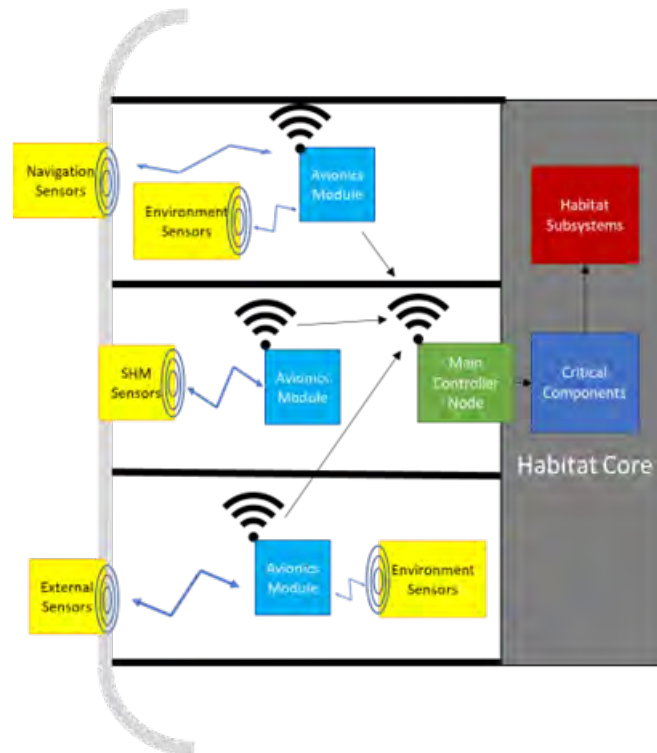 Navigation
Sensors
Environment
Sensors
Avionics
Module
Habitat
Subsystems
SHM
Sensors
Avionics
Module
Main
Controller
Node
Critical
Components
Habitat Core
External
Sensors
Avionics
Module
Environment
Sensors